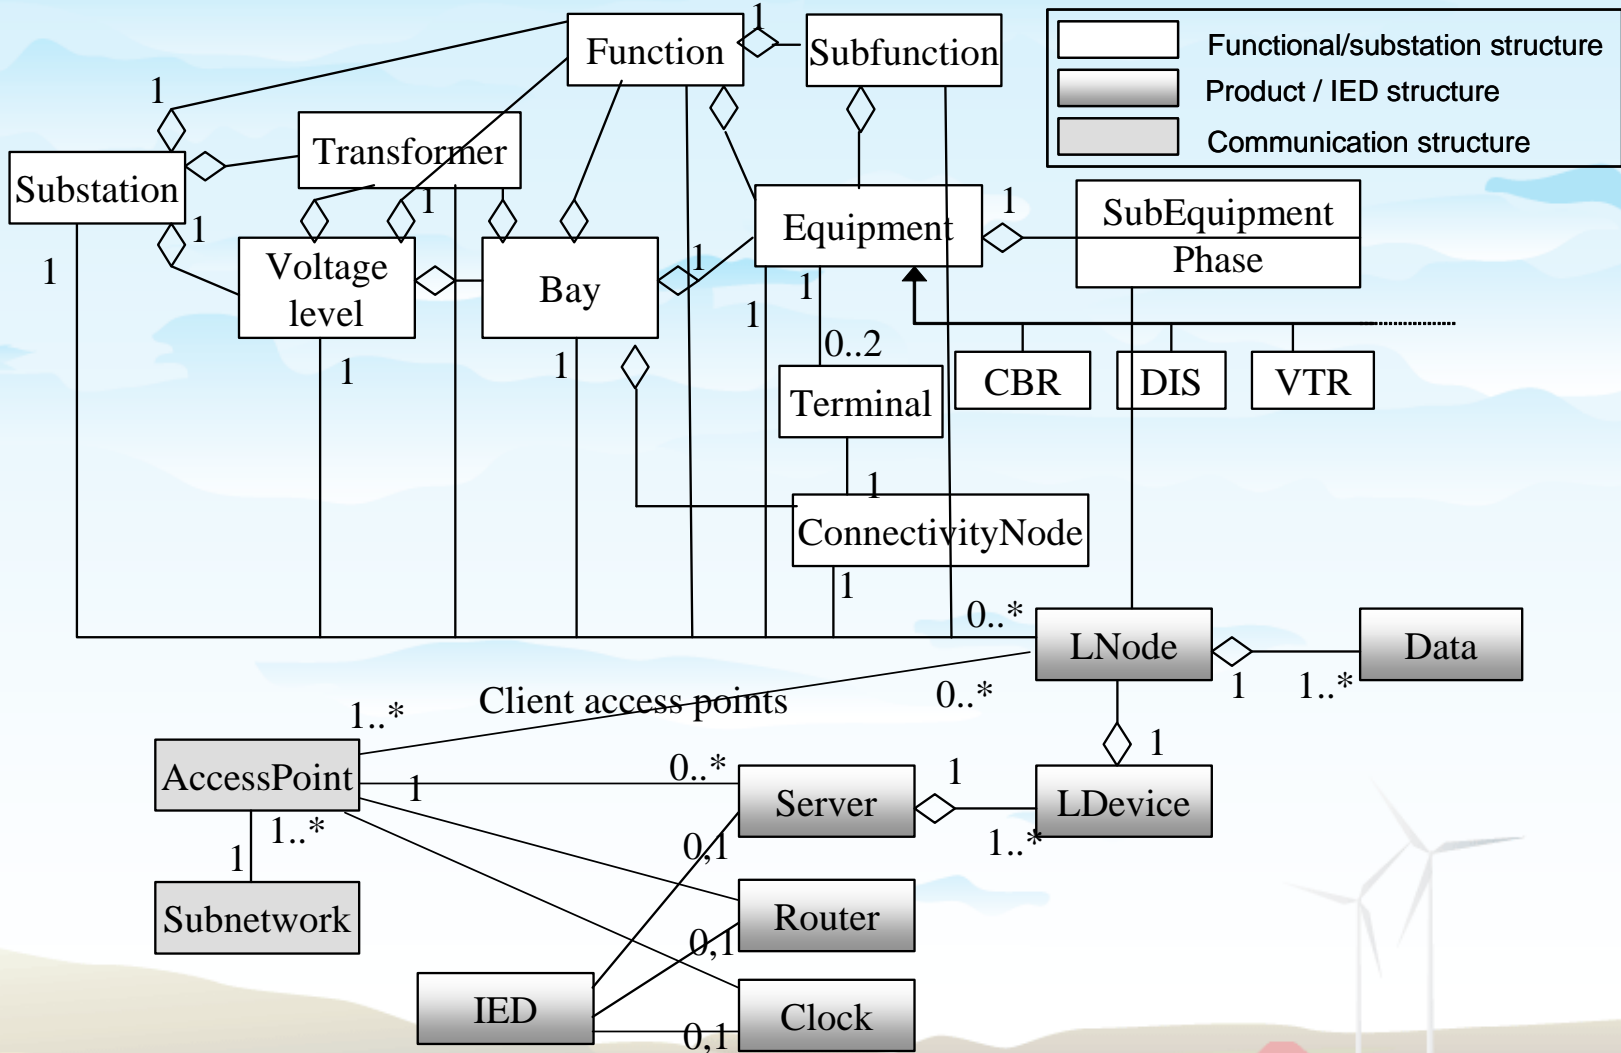 1
Function
Subfunction
Functional/substation structure
Product / IED structure
Communication structure
1
Transformer
Substation
1
1
SubEquipment
Phase
1
Equipment
1
Voltage
level
Bay
1
1
1
1
0..2
1
1
CBR
DIS
VTR
Terminal
1
ConnectivityNode
1
0..*
LNode
Data
1
1..*
0..*
Client access points
1..*
1
AccessPoint
1
0..*
1
Server
LDevice
1..*
1..*
1
0,1
Subnetwork
Router
0,1
IED
Clock
0,1